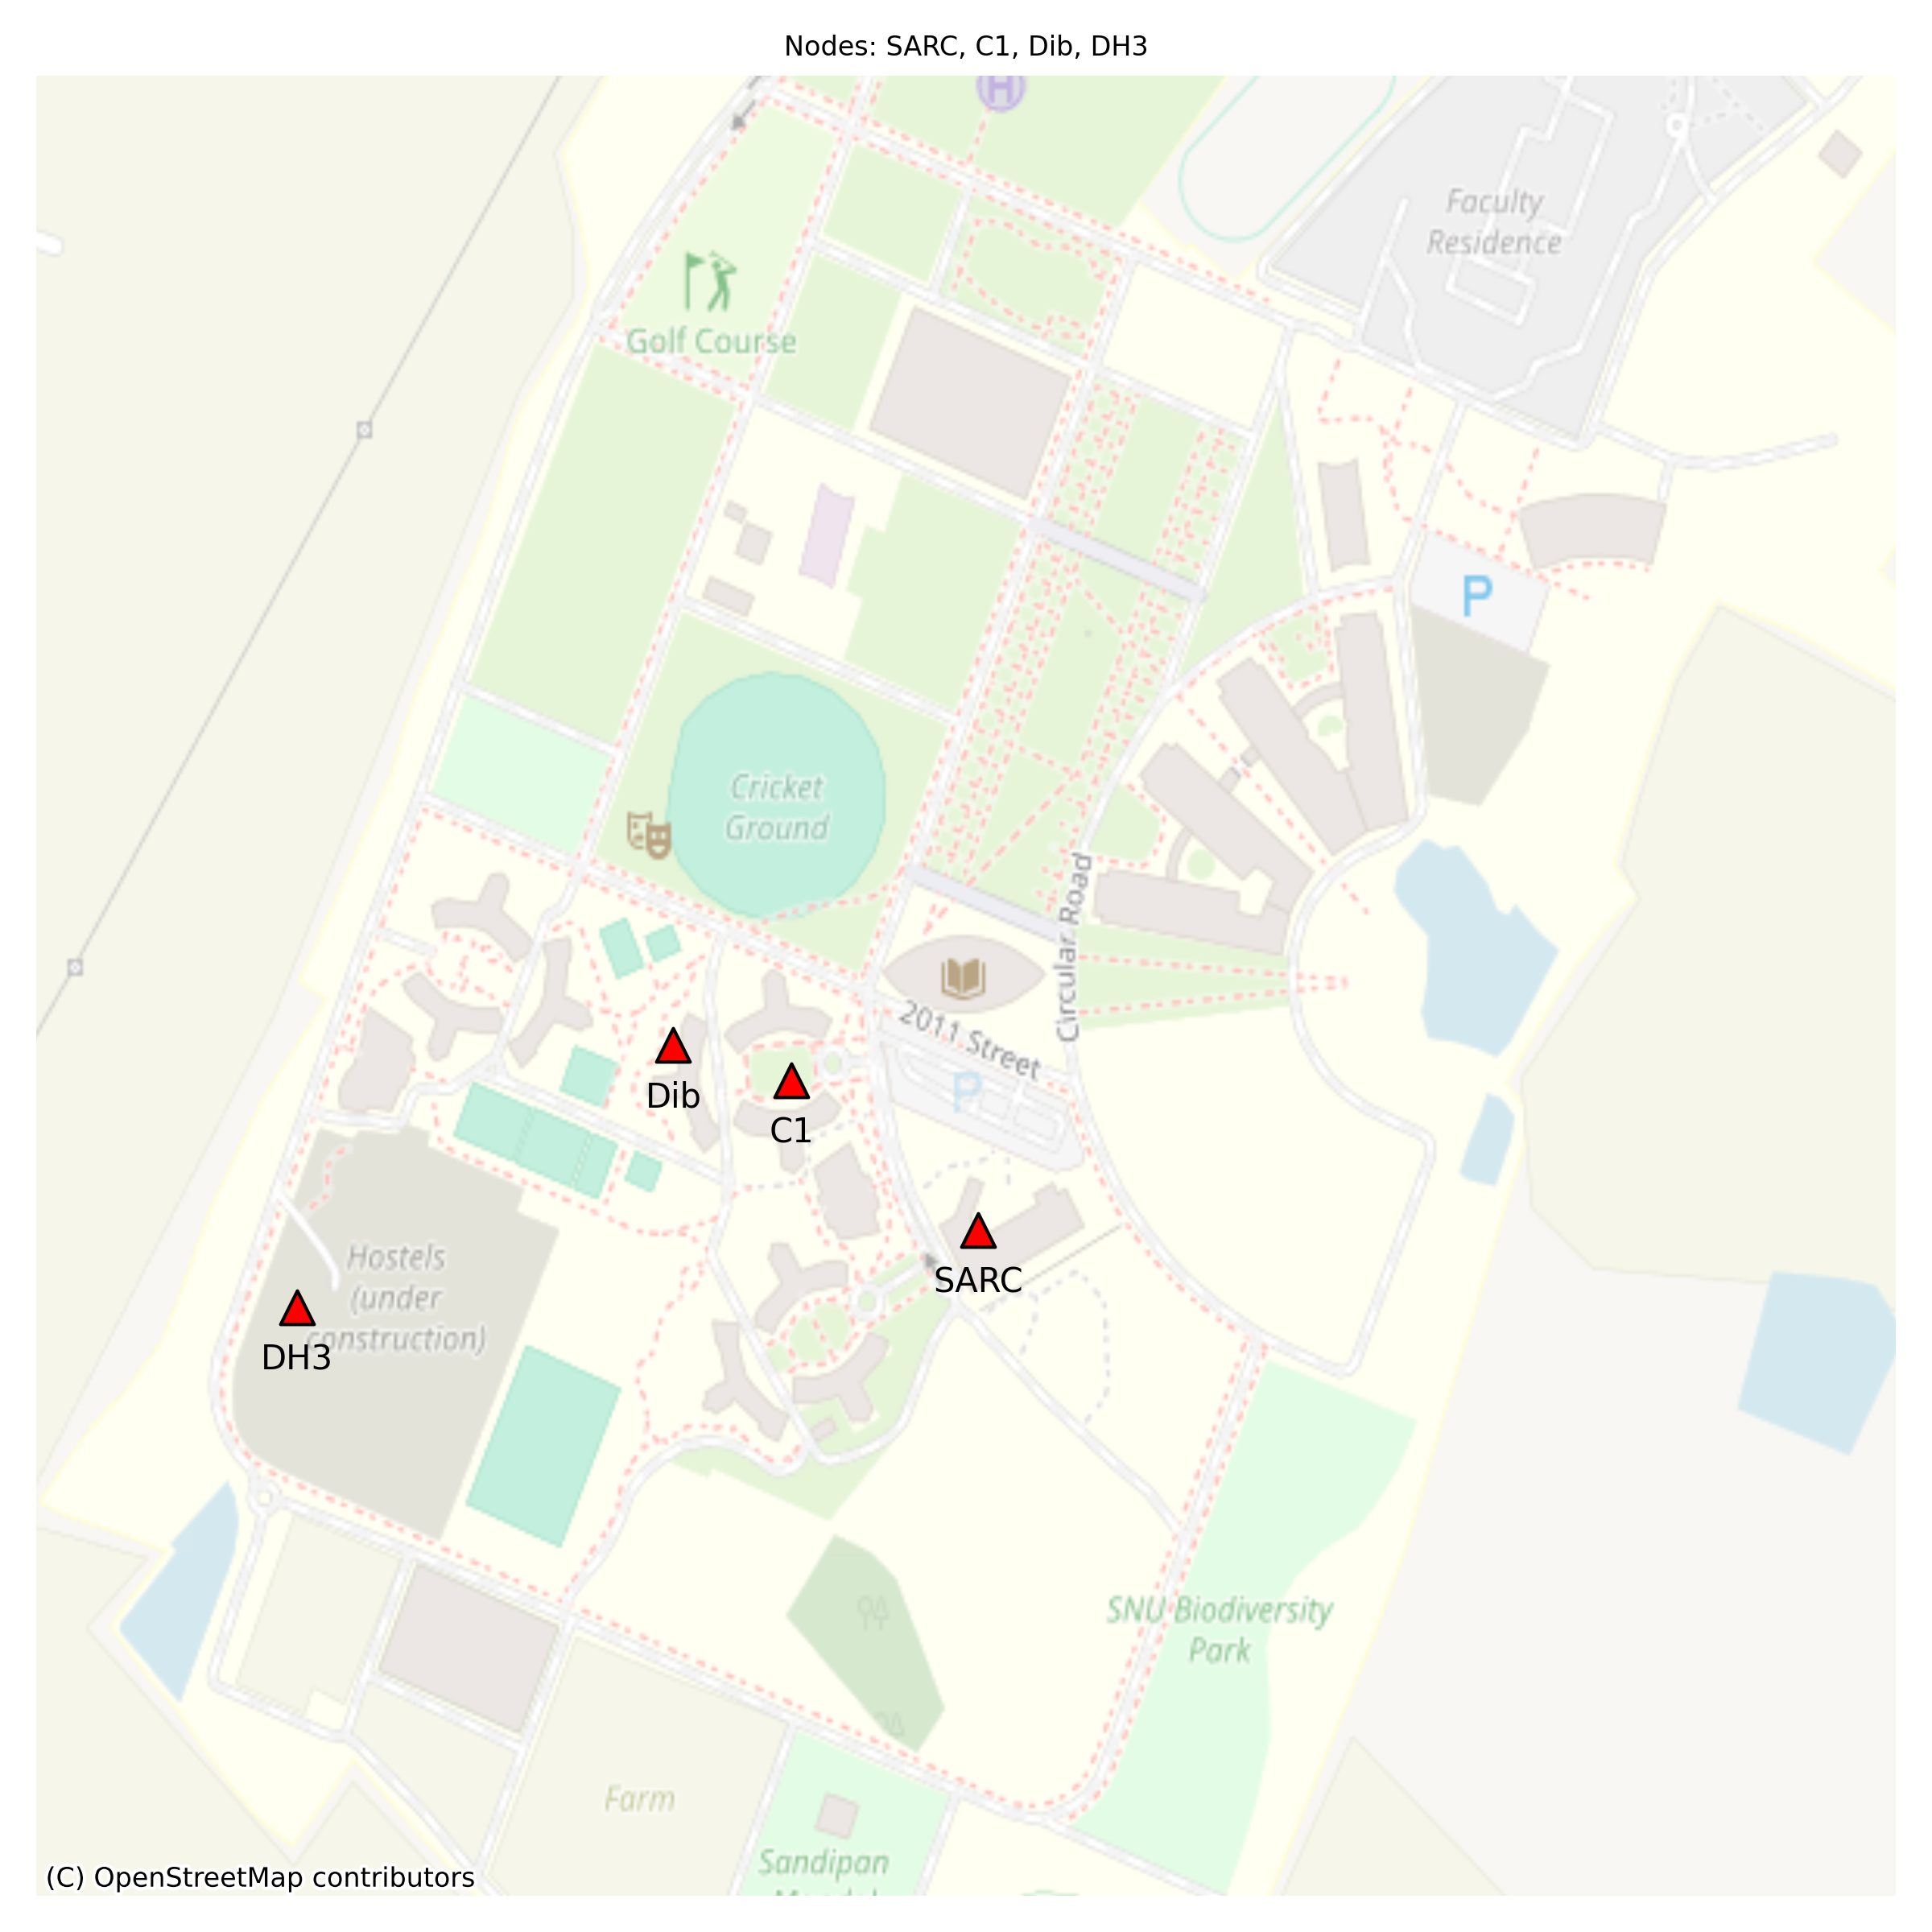 Nodes: SARC, C1, Dib, DH3
H
Faculty
Residence
Golf Course
P
Cricket
Ground
Circular Road
2011 Street
P
Dib
C1
SARC
Hostels
(under
construction)
DH3
SNU Biodiversity
Park
Farm
Sandipan
(C) OpenStreetMap contributors